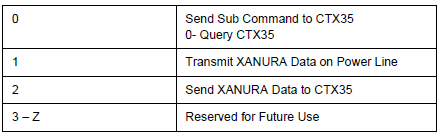 0
Send Sub Command to CTX35
0- Query CTX35
1
Transmit XANURA Data on Power Line
2
Send XANURA Data to CTX35
3 – Z
Reserved for Future Use